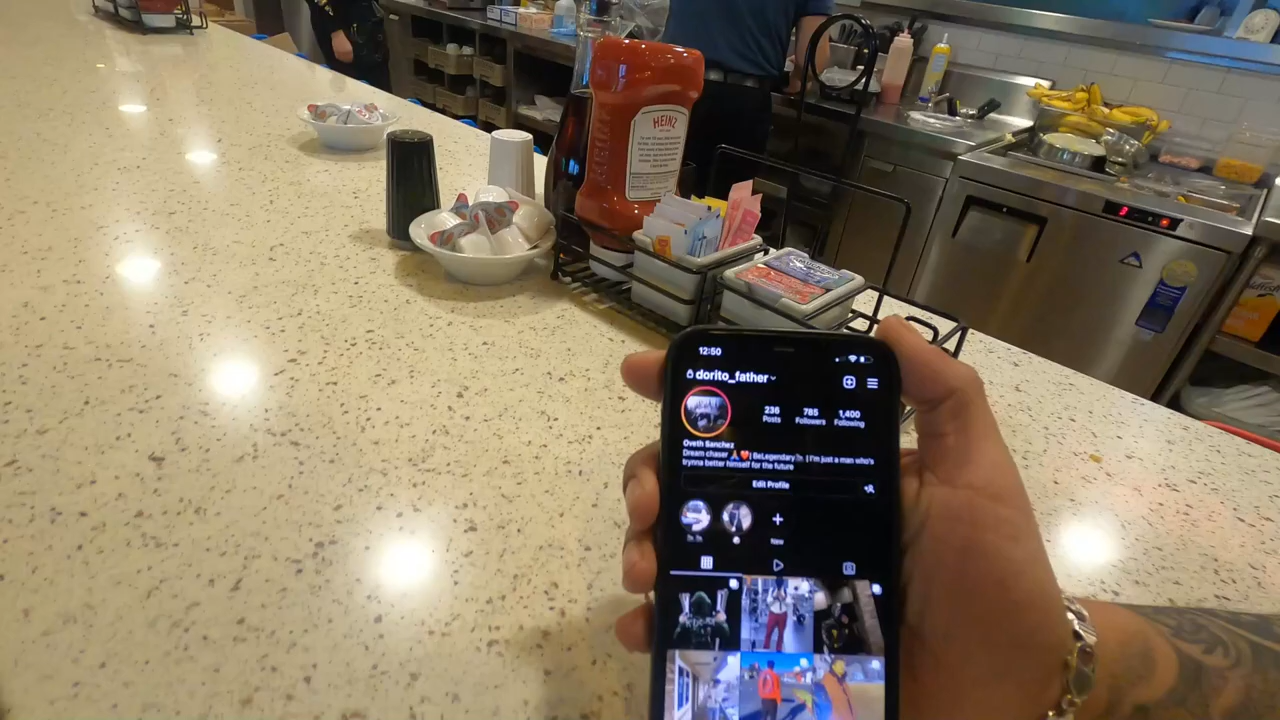 HEINZ
12:50
dorito_father
236
785
1,400
Posts
Followers
Following
Oveth Sanchez
Dream chaser 🙏❤️| BeLegendary | I'm just a man who's
trynna better himself for the future
Edit Profile
New